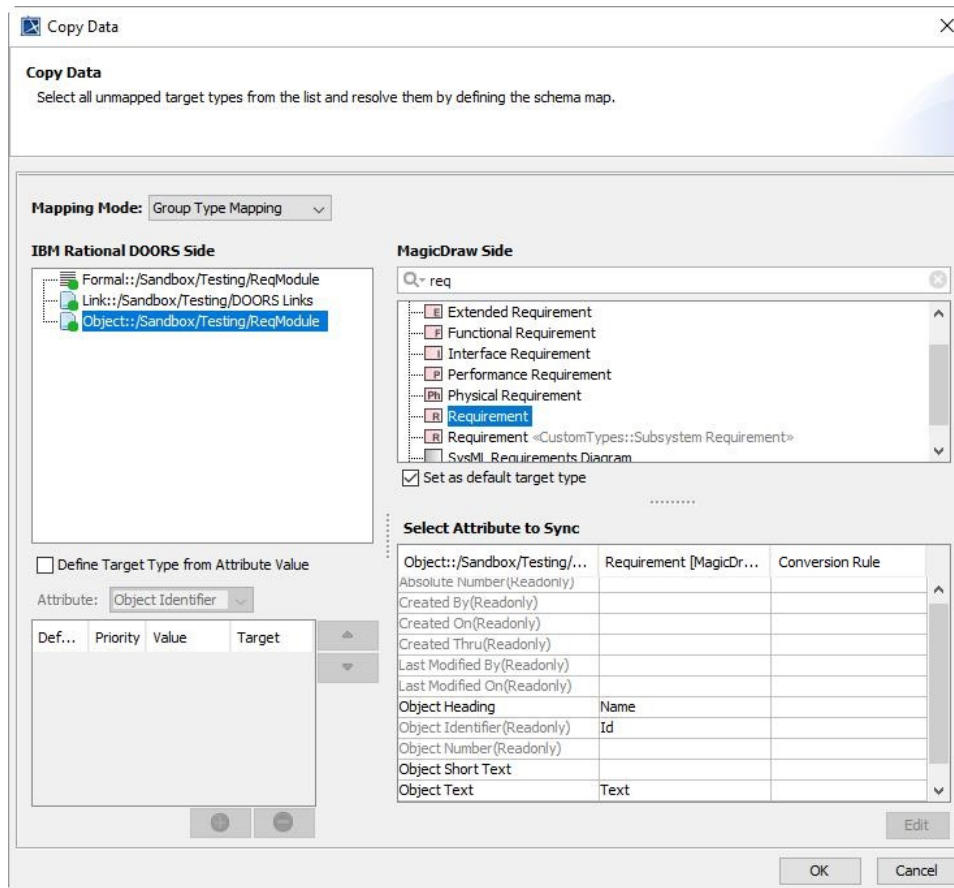 Copy Data
Copy Data
Select all unmapped target types from the list and resolve them by defining the schema map.
Mapping Mode: Group Type Mapping
IBM Rational DOORS Side
Formal::/Sandbox/Testing/ReqModule
Link::/Sandbox/Testing/DOORS Links
Object::/Sandbox/Testing/ReqModule
MagicDraw Side
req
E Extended Requirement
F Functional Requirement
I Interface Requirement
P Performance Requirement
Ph Physical Requirement
R Requirement
R Requirement «CustomTypes::Subsystem Requirement»
SysML Requirements Diagram
Set as default target type
Define Target Type from Attribute Value
Attribute: Object Identifier
Def... Priority Value Target
Select Attribute to Sync
Object::/Sandbox/Testing/... Requirement [MagicDr... Conversion Rule
Absolute Number(Readonly)
Created By(Readonly)
Created On(Readonly)
Created Thru(Readonly)
Last Modified By(Readonly)
Last Modified On(Readonly)
Object Heading Name
Object Identifier(Readonly) Id
Object Number(Readonly)
Object Short Text
Object Text Text
Edit
OK Cancel